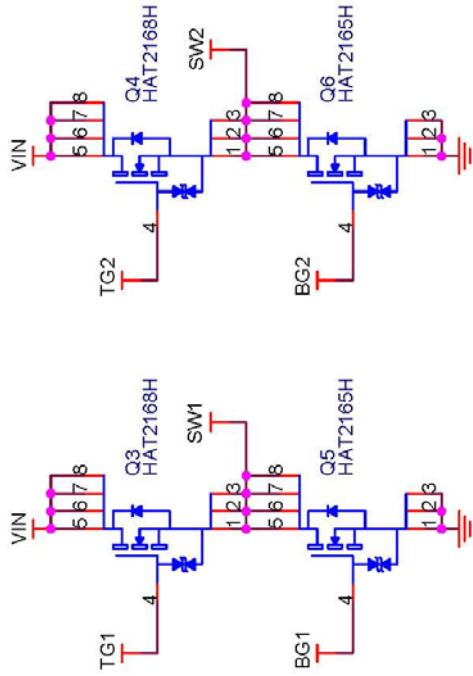 VIN
5 6 7 8
Q3
HAT2168H
TG1
4
1 2 3
SW1
5 6 7 8
Q5
HAT2165H
BG1
4
1 2 3
VIN
5 6 7 8
Q4
HAT2168H
TG2
4
1 2 3
SW2
5 6 7 8
Q6
HAT2165H
BG2
4
1 2 3